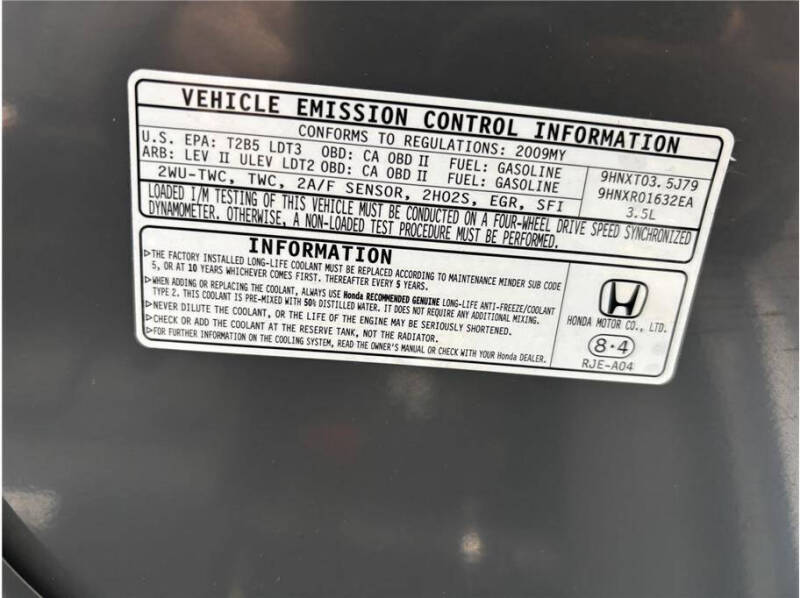 VEHICLE EMISSION CONTROL INFORMATION
CONFORMS TO REGULATIONS: 2009MY
U.S. EPA: T2B5 LDT3 OBD: CA OBD II FUEL: GASOLINE
ARB: LEV II ULEV LDT2 OBD: CA OBD II FUEL: GASOLINE
2WU-TWC, TWC, 2A/F SENSOR, 2HO2S, EGR, SFI
9HNXT03.5J79
9HNXR01632EA
3.5L
LOADED I/M TESTING OF THIS VEHICLE MUST BE CONDUCTED ON A FOUR-WHEEL DRIVE SPEED SYNCHRONIZED
DYNAMOMETER. OTHERWISE, A NON-LOADED TEST PROCEDURE MUST BE PERFORMED.
INFORMATION
▷THE FACTORY INSTALLED LONG-LIFE COOLANT MUST BE REPLACED ACCORDING TO MAINTENANCE MINDER SUB CODE
5, OR AT 10 YEARS WHICHEVER COMES FIRST. THEREAFTER EVERY 5 YEARS.
▷WHEN ADDING OR REPLACING THE COOLANT, ALWAYS USE Honda RECOMMENDED GENUINE LONG-LIFE ANTI-FREEZE/COOLANT
TYPE 2. THIS COOLANT IS PRE-MIXED WITH 50% DISTILLED WATER. IT DOES NOT REQUIRE ANY ADDITIONAL MIXING.
▷NEVER DILUTE THE COOLANT, OR THE LIFE OF THE ENGINE MAY BE SERIOUSLY SHORTENED.
▷CHECK OR ADD THE COOLANT AT THE RESERVE TANK, NOT THE RADIATOR.
▷FOR FURTHER INFORMATION ON THE COOLING SYSTEM, READ THE OWNER'S MANUAL OR CHECK WITH YOUR Honda DEALER.
HONDA MOTOR CO., LTD.
8・4
RJE-A04